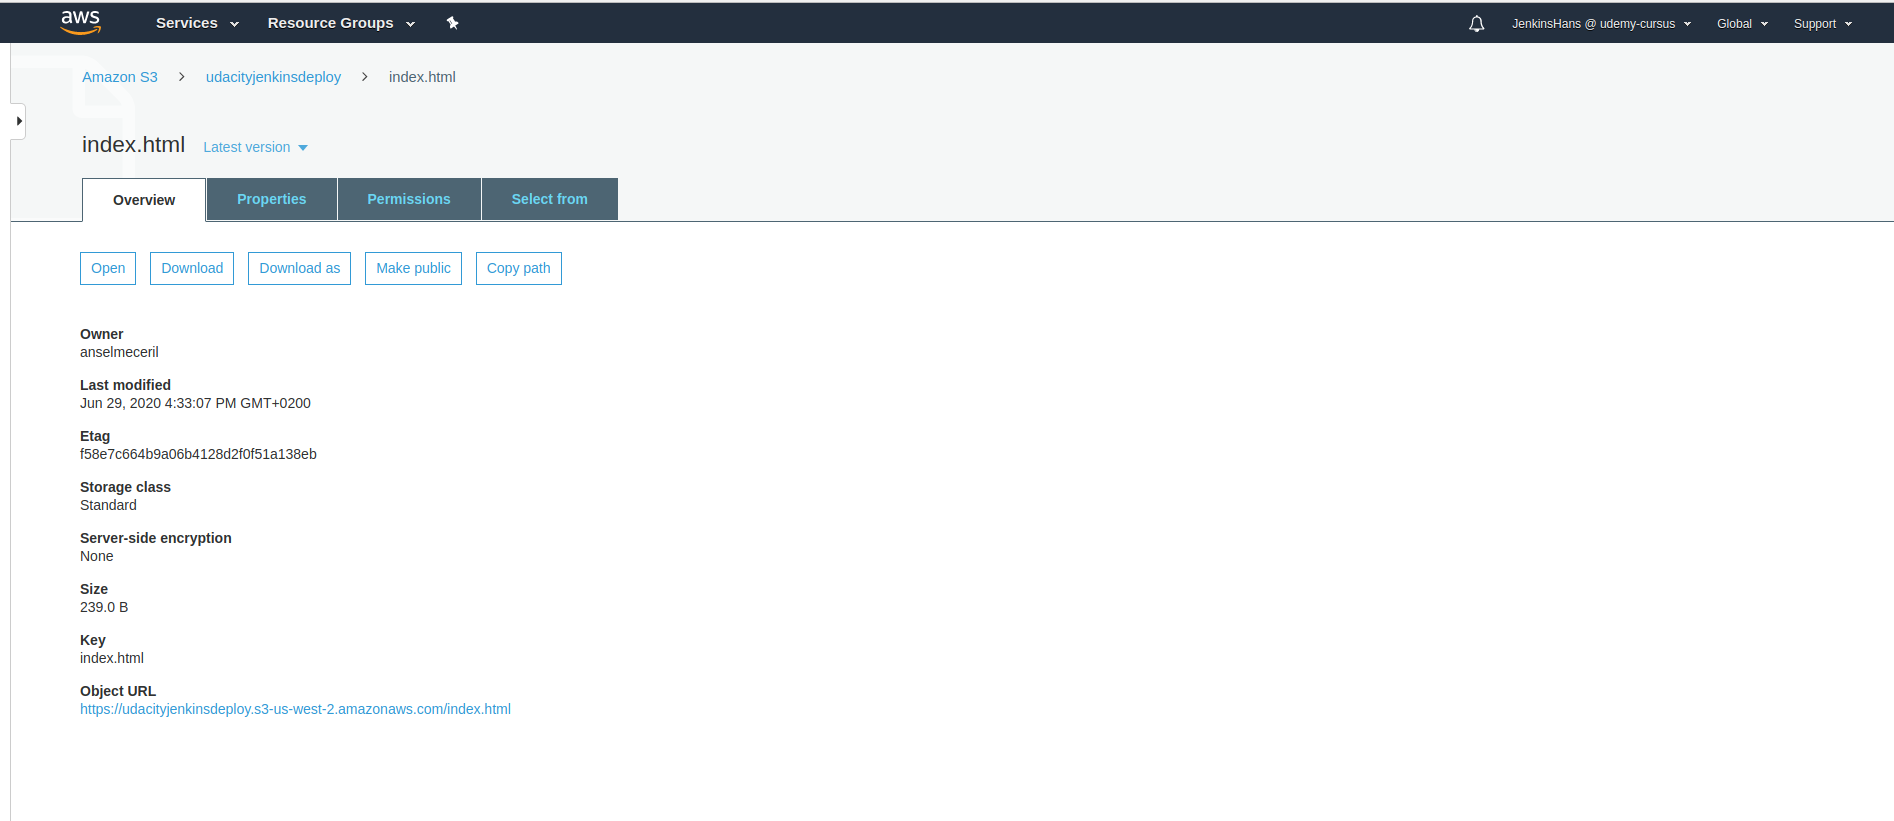 aws Services Resource Groups JenkinsHans @ udemy-cursus Global Support
Amazon S3 > udacityjenkinsdeploy > index.html
index.html Latest version
Overview Properties Permissions Select from
Open Download Download as Make public Copy path
Owner
anselmeceril
Last modified
Jun 29, 2020 4:33:07 PM GMT+0200
Etag
f58e7c664b9a06b4128d2f0f51a138eb
Storage class
Standard
Server-side encryption
None
Size
239.0 B
Key
index.html
Object URL
https://udacityjenkinsdeploy.s3-us-west-2.amazonaws.com/index.html